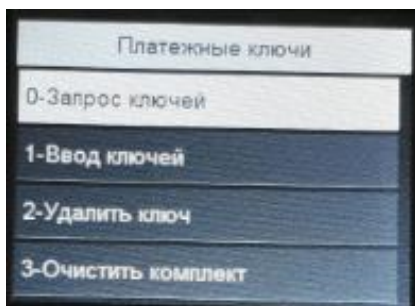 Платежные ключи
0-Запрос ключей
1-Ввод ключей
2-Удалить ключ
3-Очистить комплект